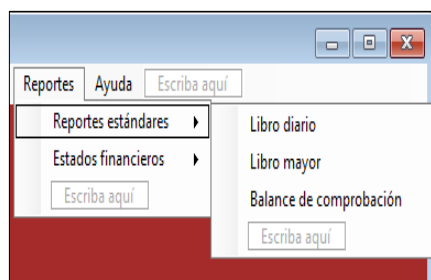 Reportes Ayuda Escriba aquí
Reportes estándares
Estados financieros
Escriba aquí
Libro diario
Libro mayor
Balance de comprobación
Escriba aquí